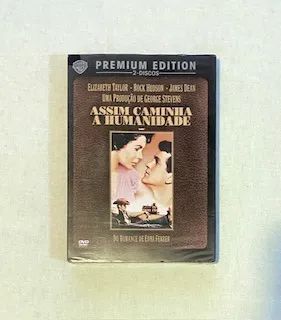 PREMIUM EDITION
2-DISCOS
ELIZABETH TAYLOR - ROCK HUDSON - JAMES DEAN
UMA PRODUÇÃO DE GEORGE STEVENS
ASSIM CAMINHA
A HUMANIDADE
DO ROMANCE DE EDNA FERBER
DVD